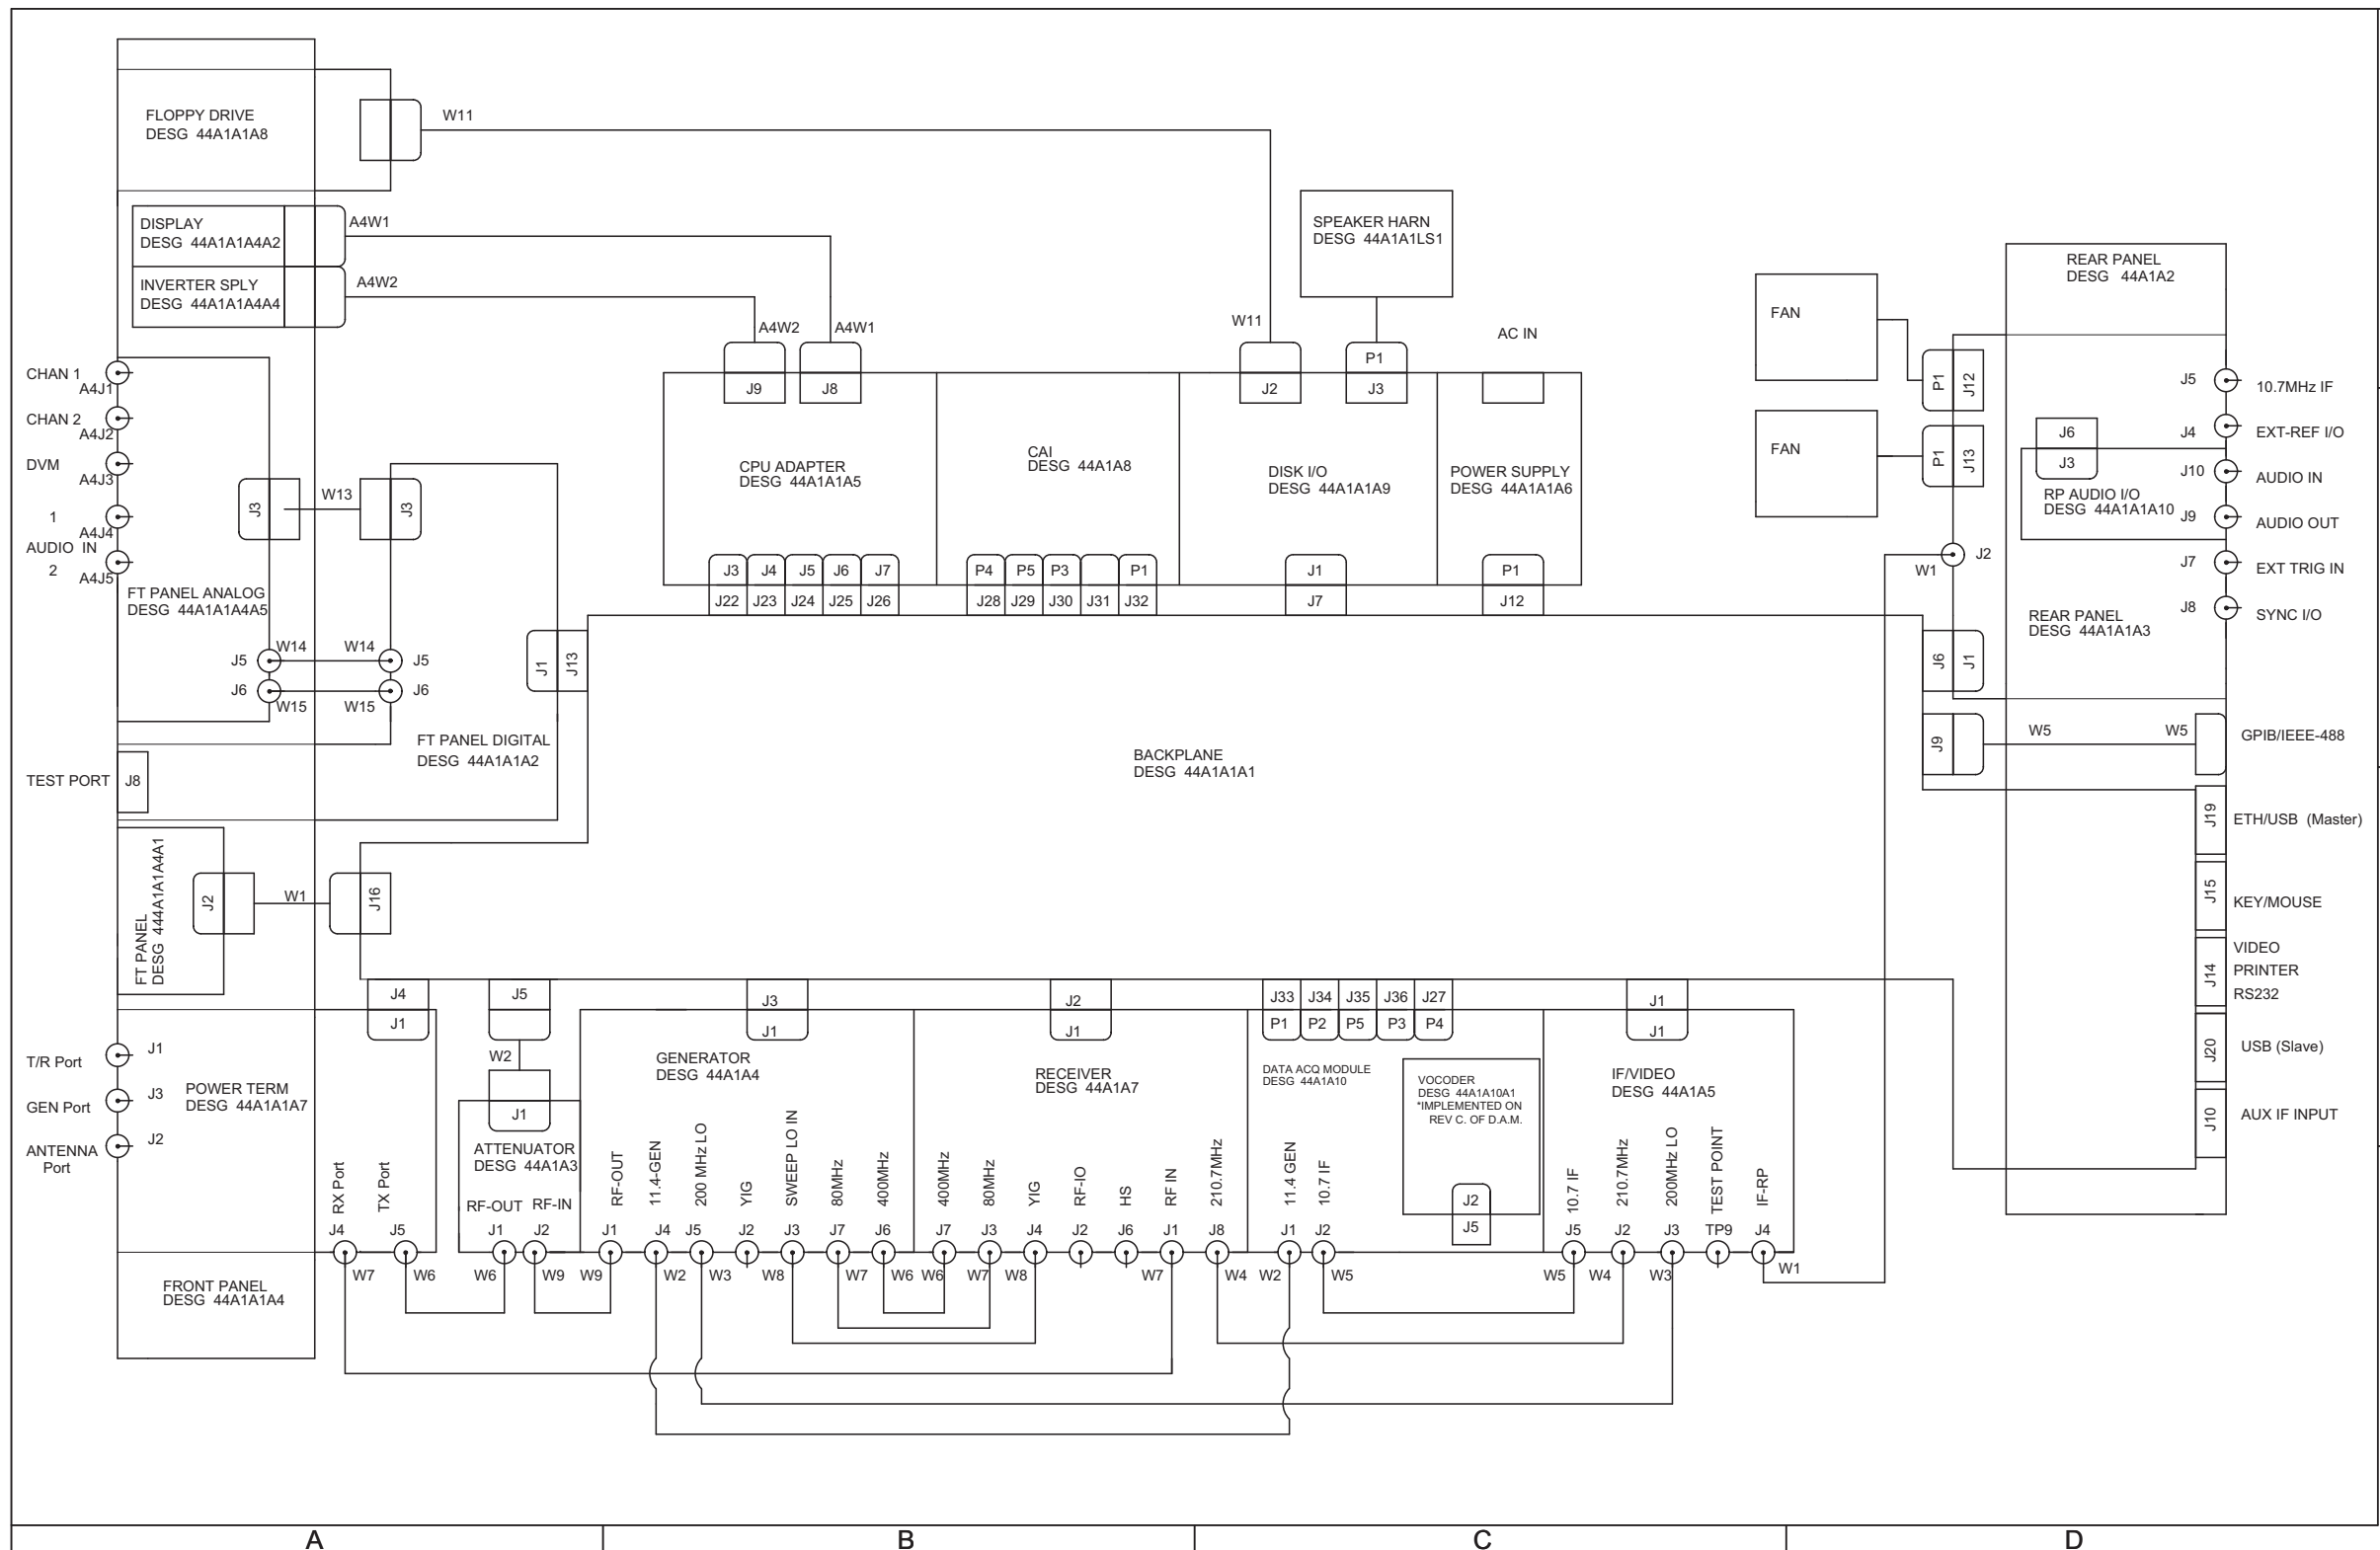 FLOPPY DRIVE
DESG 44A1A1A8
W11
DISPLAY
DESG 44A1A1A4A2
A4W1
INVERTER SPLY
DESG 44A1A1A4A4
A4W2
A4W2
A4W1
W11
SPEAKER HARN
DESG 44A1A1LS1
AC IN
P1
J9
J8
J2
J3
CPU ADAPTER
DESG 44A1A1A5
CAI
DESG 44A1A8
DISK I/O
DESG 44A1A1A9
POWER SUPPLY
DESG 44A1A1A6
J3
J4
J5
J6
J7
P4
P5
P3
P1
J1
P1
J22
J23
J24
J25
J26
J28
J29
J30
J31
J32
J7
J12
CHAN 1
A4J1
CHAN 2
A4J2
DVM
A4J3
1
A4J4
AUDIO IN
2
A4J5
J3
W13
J3
FT PANEL ANALOG
DESG 44A1A1A4A5
J5
W14
W14
J5
J6
W15
W15
J6
FT PANEL DIGITAL
DESG 44A1A1A2
J1
J13
TEST PORT
J8
FT PANEL
DESG 444A1A1A4A1
J2
W1
J16
BACKPLANE
DESG 44A1A1A1
FAN
FAN
P1
J12
P1
J13
REAR PANEL
DESG 44A1A2
J5
10.7MHz IF
J4
EXT-REF I/O
J6
J3
J10
AUDIO IN
RP AUDIO I/O
DESG 44A1A1A10
J9
AUDIO OUT
J7
EXT TRIG IN
J8
SYNC I/O
W1
J2
REAR PANEL
DESG 44A1A1A3
J6
J1
J9
W5
W5
GPIB/IEEE-488
J19
ETH/USB (Master)
J15
KEY/MOUSE
J14
VIDEO
PRINTER
RS232
J20
USB (Slave)
J10
AUX IF INPUT
J4
J1
J5
W2
J1
J3
J1
J2
J1
J33
J34
J35
J36
J27
P1
P2
P5
P3
P4
J1
J1
T/R Port
J1
GEN Port
J3
ANTENNA
Port
J2
POWER TERM
DESG 44A1A1A7
ATTENUATOR
DESG 44A1A3
GENERATOR
DESG 44A1A4
RECEIVER
DESG 44A1A7
DATA ACQ MODULE
DESG 44A1A10
VOCODER
DESG 44A1A10A1
*IMPLEMENTED ON
REV C. OF D.A.M.
J2
J5
IF/VIDEO
DESG 44A1A5
RX Port
TX Port
RF-OUT
RF-IN
RF-OUT
11.4-GEN
200 MHz LO
YIG
SWEEP LO IN
80MHz
400MHz
400MHz
80MHz
YIG
RF-IO
HS
RF IN
210.7MHz
11.4 GEN
10.7 IF
10.7 IF
210.7MHz
200MHz LO
TEST POINT
IF-RP
J4
J5
J1
J2
J1
J4
J5
J2
J3
J7
J6
J7
J3
J4
J2
J6
J1
J8
J1
J2
J5
J2
J3
TP9
J4
W7
W6
W6
W9
W9
W2
W3
W8
W7
W6
W6
W7
W8
W7
W4
W2
W5
W5
W4
W3
W1
FRONT PANEL
DESG 44A1A1A4
A
B
C
D